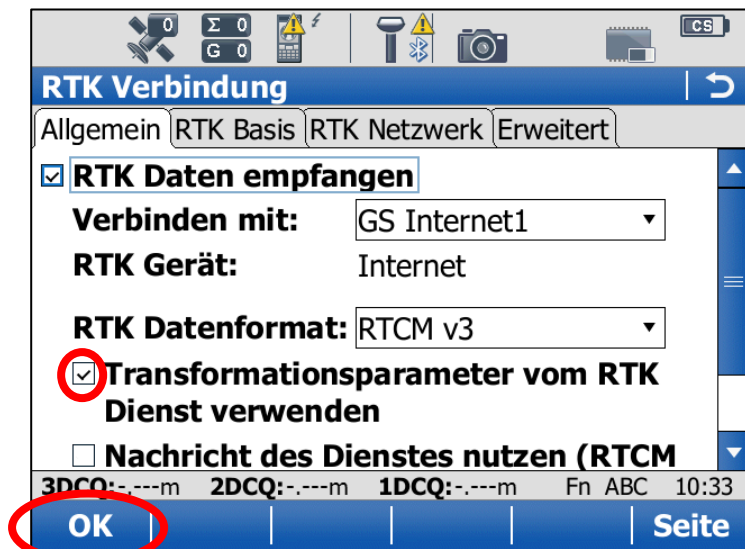 0
Σ 0
G 0
CS
RTK Verbindung
Allgemein RTK Basis RTK Netzwerk Erweitert
RTK Daten empfangen
Verbinden mit: GS Internet1
RTK Gerät: Internet
RTK Datenformat: RTCM v3
Transformationsparameter vom RTK
Dienst verwenden
Nachricht des Dienstes nutzen (RTCM
3DCQ:-.---m 2DCQ:-.---m 1DCQ:-.---m Fn ABC 10:33
OK Seite